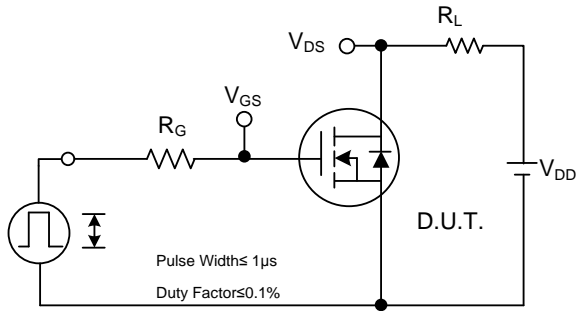 R_L
V_DS
V_GS
R_G
V_DD
D.U.T.
Pulse Width≤ 1μs
Duty Factor≤0.1%